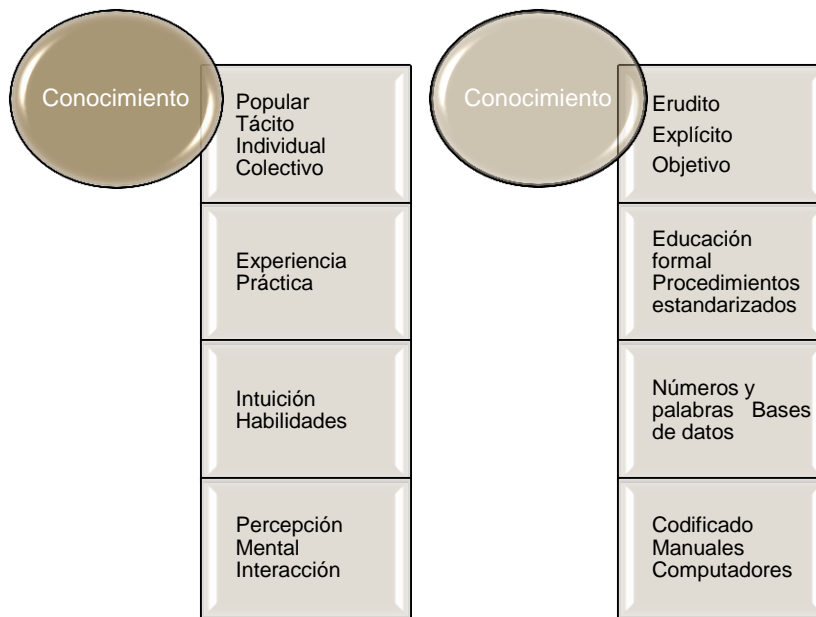 Conocimiento
Popular
Tácito
Individual
Colectivo
Experiencia
Práctica
Intuición
Habilidades
Percepción
Mental
Interacción
Conocimiento
Erudito
Explícito
Objetivo
Educación
formal
Procedimientos
estandarizados
Números y
palabras Bases
de datos
Codificado
Manuales
Computadores